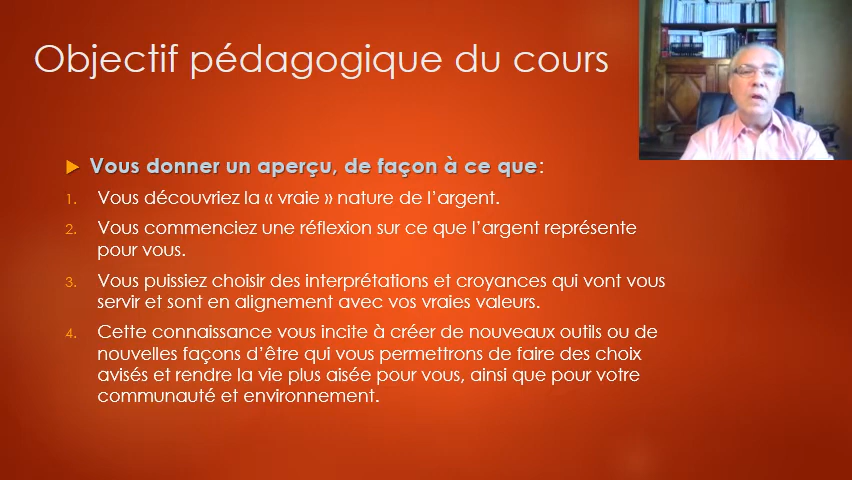 Objectif pédagogique du cours
Vous donner un aperçu, de façon à ce que:
1. Vous découvriez la « vraie » nature de l'argent.
2. Vous commenciez une réflexion sur ce que l'argent représente
pour vous.
3. Vous puissiez choisir des interprétations et croyances qui vont vous
servir et sont en alignement avec vos vraies valeurs.
4. Cette connaissance vous incite à créer de nouveaux outils ou de
nouvelles façons d'être qui vous permettrons de faire des choix
avisés et rendre la vie plus aisée pour vous, ainsi que pour votre
communauté et environnement.